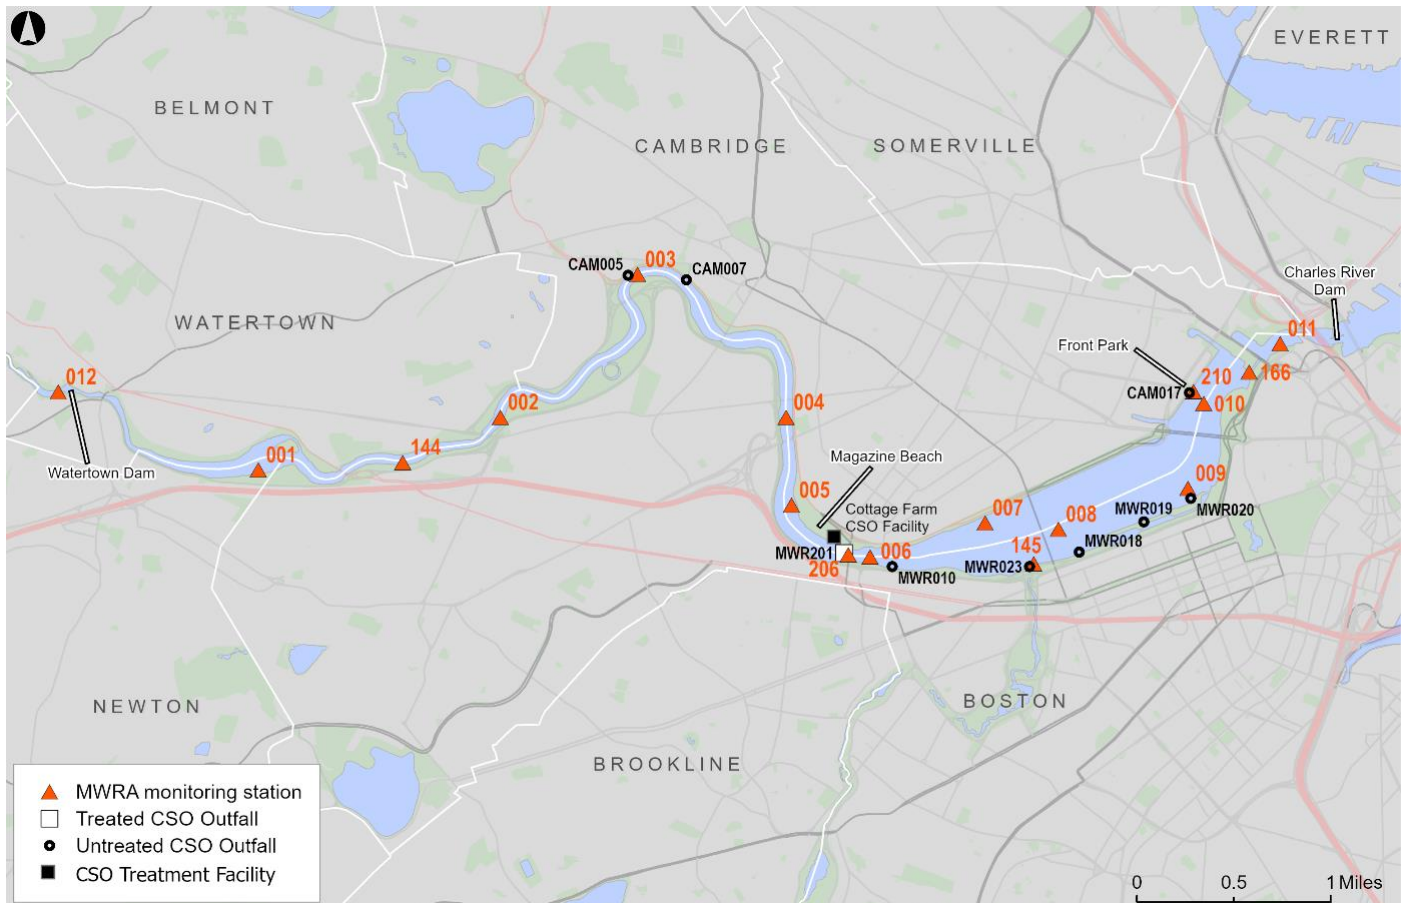 EVERETT
BELMONT
CAMBRIDGE
SOMERVILLE
CAM005
003
CAM007
Charles River
Dam
WATERTOWN
011
Front Park
012
210
166
CAM017
010
002
004
Watertown Dam
001
144
Magazine Beach
005
Cottage Farm
CSO Facility
007
009
MWR019
MWR020
008
MWR018
MWR201
006
145
206
MWR010
MWR023
NEWTON
BOSTON
BROOKLINE
MWRA monitoring station
Treated CSO Outfall
Untreated CSO Outfall
CSO Treatment Facility
0 0.5 1 Miles